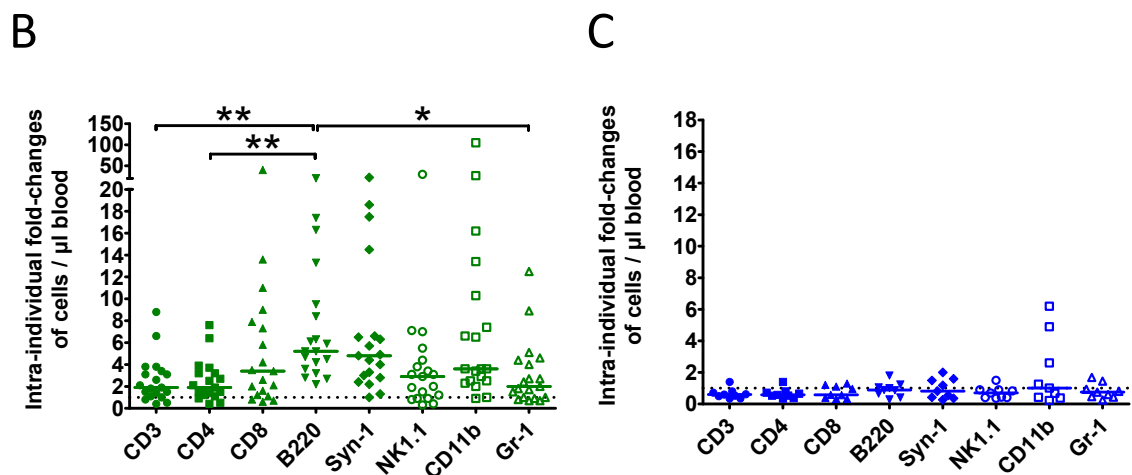 B
C
Intra-individual fold-changes
of cells / µl blood
150
100
50
20
18
16
14
12
10
8
6
4
2
0
**
**
*
CD3
CD4
CD8
B220
Syn-1
NK1.1
CD11b
Gr-1
Intra-individual fold-changes
of cells / µl blood
18
16
14
12
10
8
6
4
2
0
CD3
CD4
CD8
B220
Syn-1
NK1.1
CD11b
Gr-1